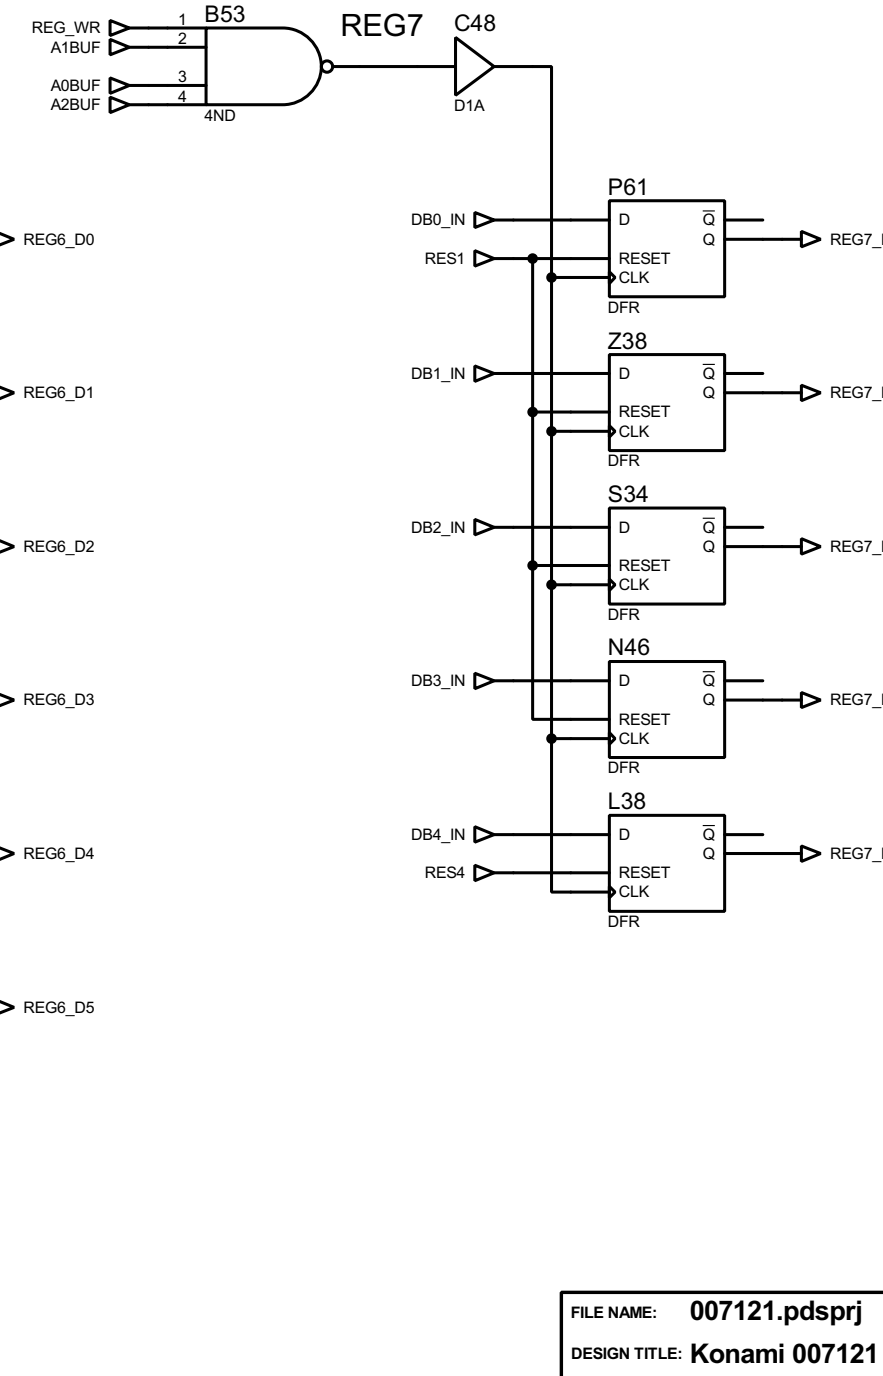 B53
REG7
C48
REG_WR 1
A1BUF 2
A0BUF 3
A2BUF 4
4ND
D1A
P61
DB0_IN D Q
REG6_D0
Q
RES1 RESET
CLK
DFR
Z38
DB1_IN D Q
REG6_D1
Q
RESET
CLK
DFR
S34
DB2_IN D Q
REG6_D2
Q
RESET
CLK
DFR
N46
DB3_IN D Q
REG6_D3
Q
RESET
CLK
DFR
L38
DB4_IN D Q
REG6_D4
Q
RES4 RESET
CLK
DFR
REG6_D5
FILE NAME: 007121.pdsprj
DESIGN TITLE: Konami 007121